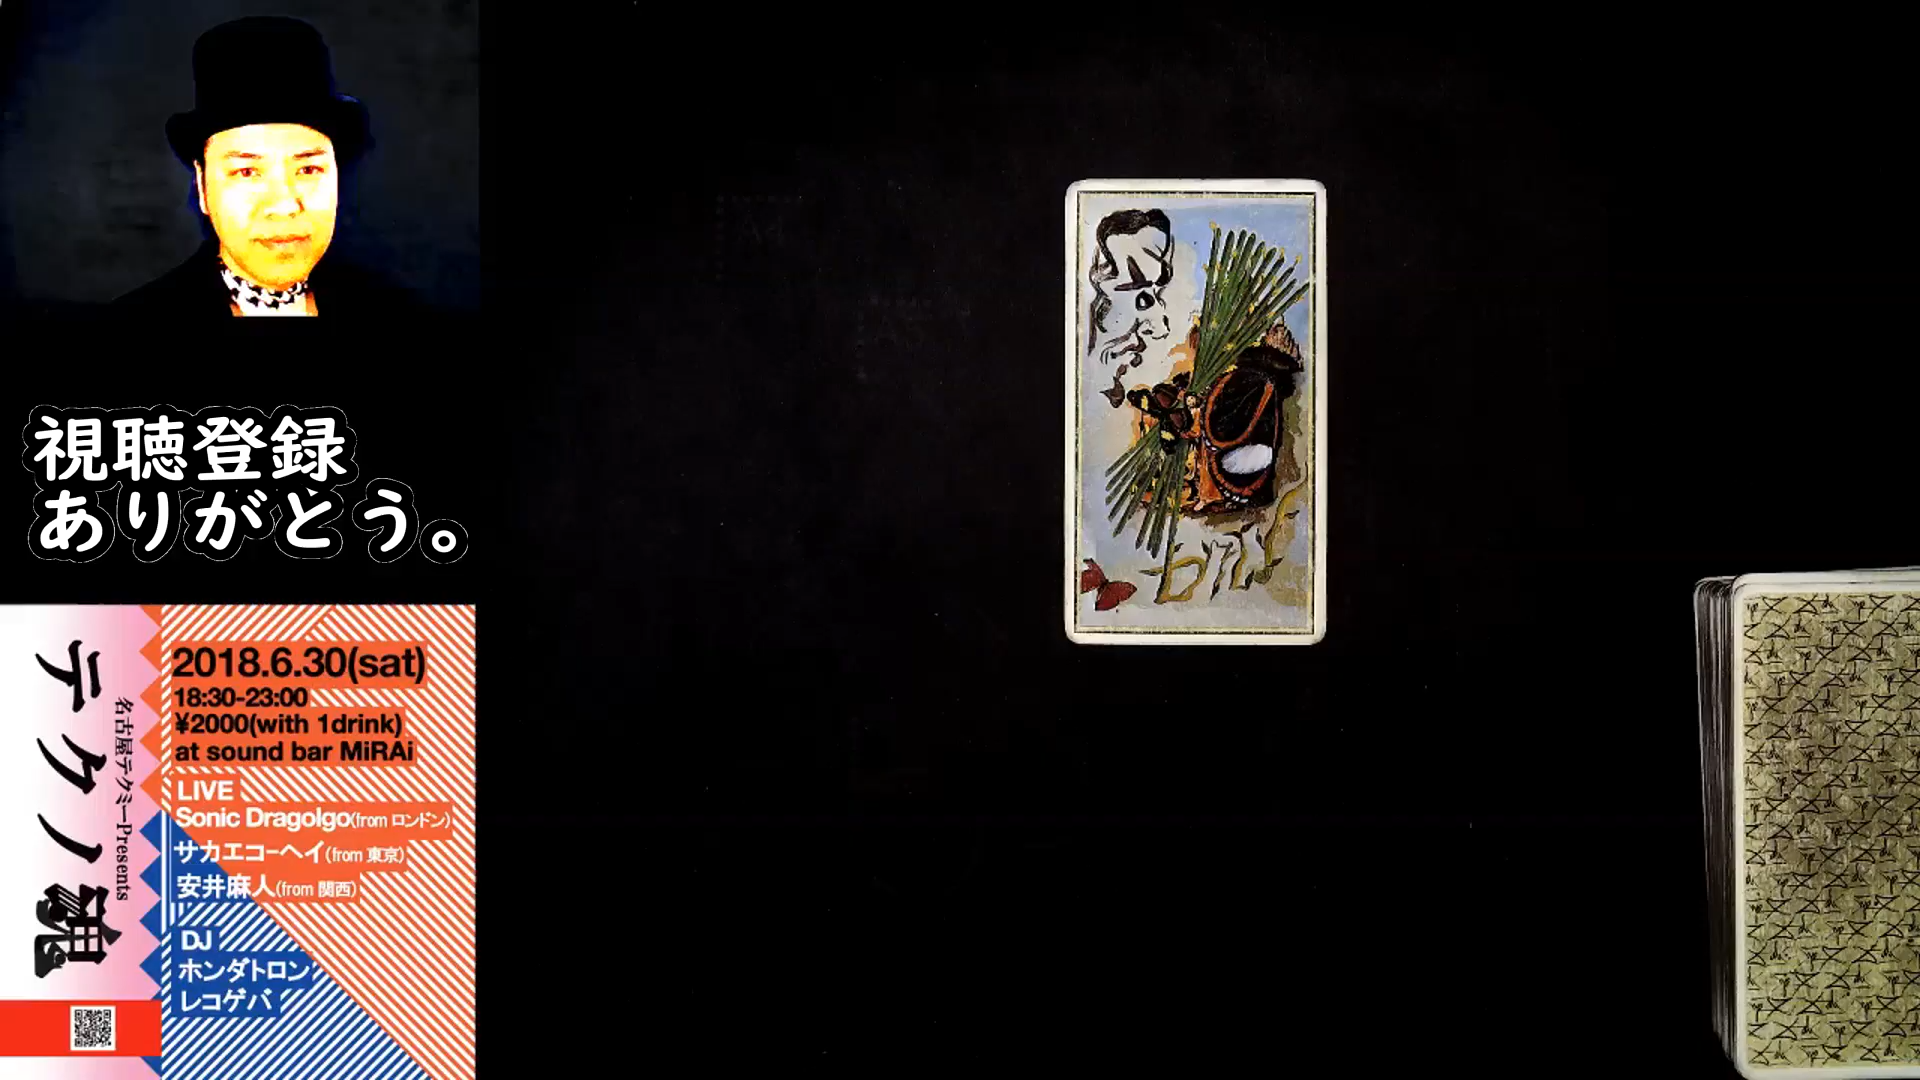 視聴登録
ありがとう。
テクノ魂
名古屋テクミーPresents
2018.6.30(sat)
18:30-23:00
¥2000(with 1drink)
at sound bar MiRAi
LIVE
Sonic Dragolgo(from ロンドン)
サカエコーヘイ(from 東京)
安井麻人(from 関西)
DJ
ホンダトロン
レコゲバ